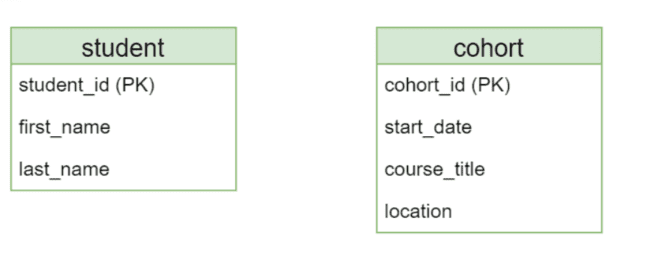 student
student_id (PK)
first_name
last_name
cohort
cohort_id (PK)
start_date
course_title
location